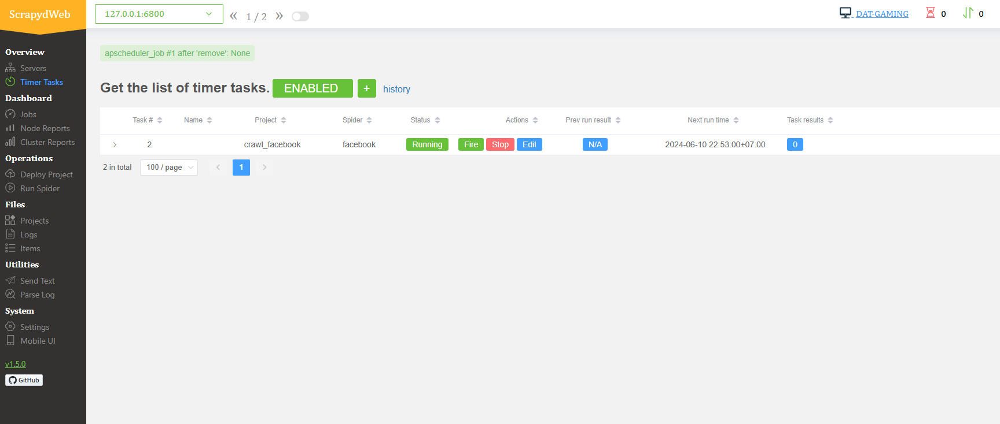 ScrapydWeb
127.0.0.1:6800
« 1 / 2 »
DAT-GAMING
0
0
Overview
Servers
Timer Tasks
Dashboard
Jobs
Node Reports
Cluster Reports
Operations
Deploy Project
Run Spider
Files
Projects
Logs
Items
Utilities
Send Text
Parse Log
System
Settings
Mobile UI
v1.5.0
GitHub
apscheduler_job #1 after 'remove': None
Get the list of timer tasks. ENABLED + history
Task # Name Project Spider Status Actions Prev run result Next run time Task results
2 crawl_facebook facebook Running Fire Stop Edit N/A 2024-06-10 22:53:00+07:00 0
2 in total 100 / page 1